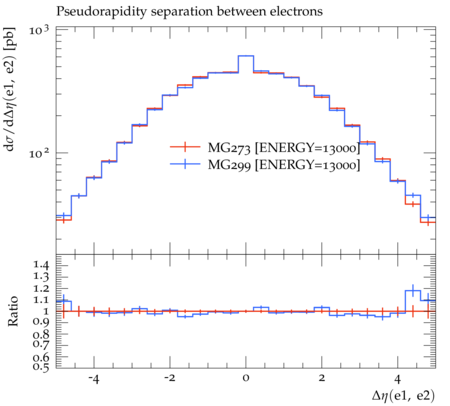 Pseudorapidity separation between electrons
dσ/dΔη(e1, e2) [pb]
10³
10²
MG273 [ENERGY=13000]
MG299 [ENERGY=13000]
Ratio
1.4
1.3
1.2
1.1
1
0.9
0.8
0.7
0.6
0.5
-4 -2 0 2 4
Δη(e1, e2)